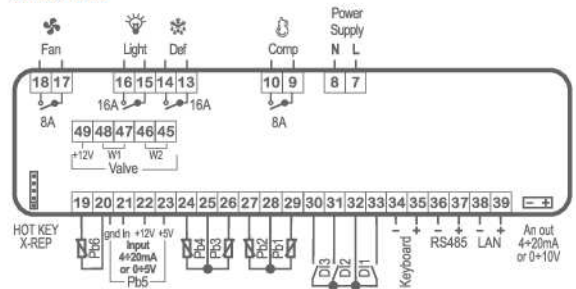 Power
Supply
Fan Light Def Comp N L
18 17 16 15 14 13 10 9 8 7
8A 16A 16A 8A
49 48 47 46 45
+12V W1 W2
Valve
19 20 21 22 23 24 25 26 27 28 29 30 31 32 33 34 35 36 37 38 39 - +
HOT KEY
X-REP
Pb6
gnd In +12V +5V
Input
4÷20mA
or 0÷5V
Pb5
Pb4 Pb3 Pb2 Pb1
DI3 DI2 DI1
- + - + - +
Keyboard RS485 LAN
An out
4÷20mA
or 0÷10V